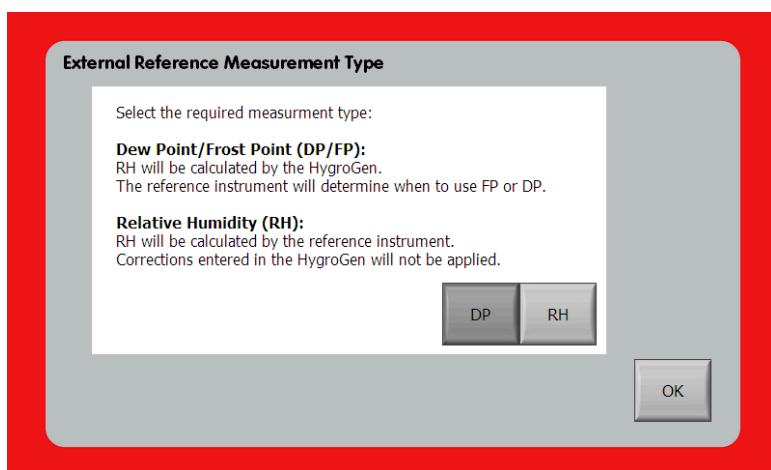 External Reference Measurement Type
Select the required measurment type:
Dew Point/Frost Point (DP/FP):
RH will be calculated by the HygroGen.
The reference instrument will determine when to use FP or DP.
Relative Humidity (RH):
RH will be calculated by the reference instrument.
Corrections entered in the HygroGen will not be applied.
DP RH
OK